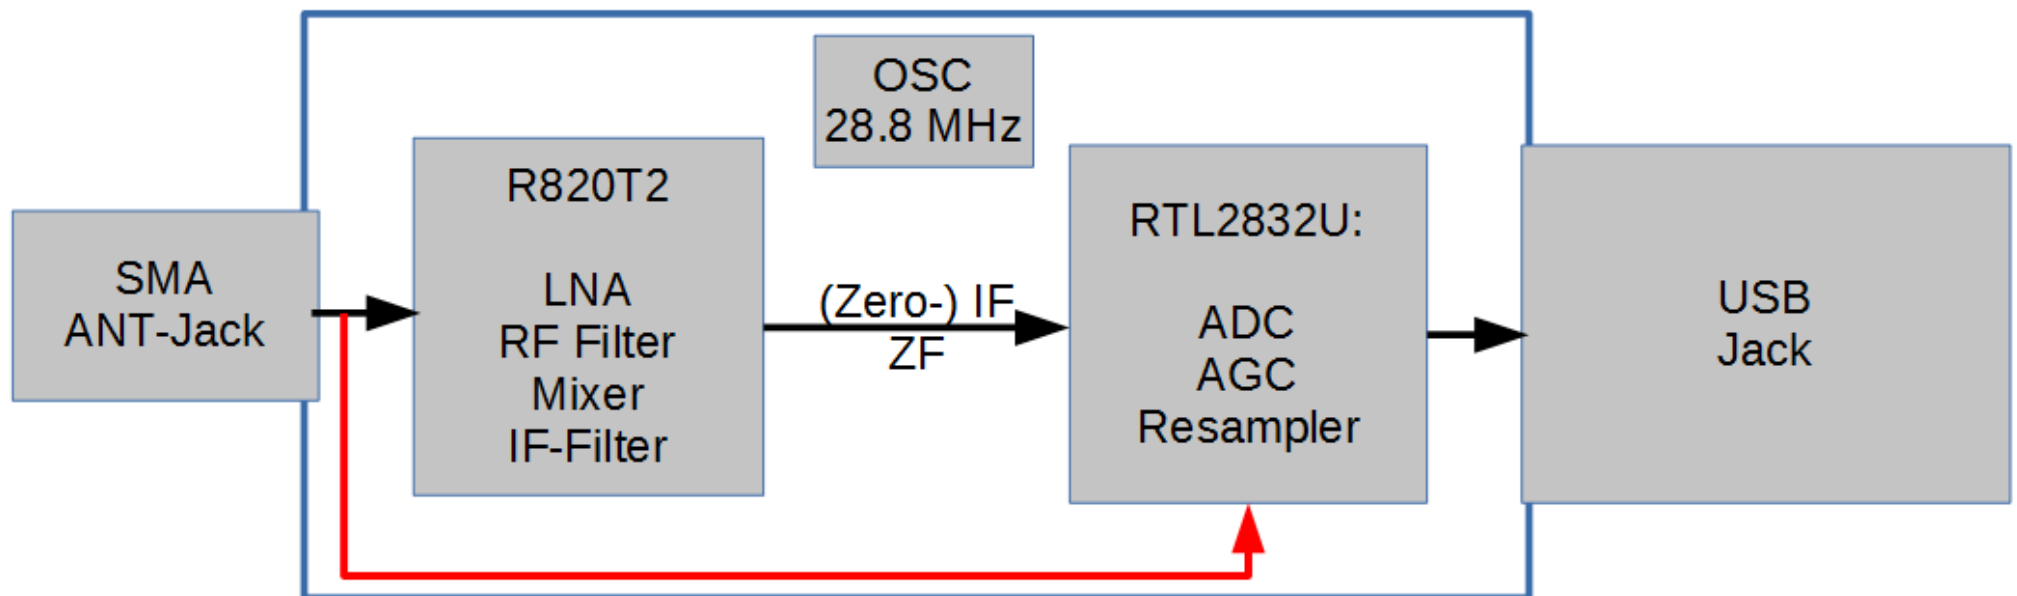 OSC
28.8 MHz
SMA
ANT-Jack
R820T2
LNA
RF Filter
Mixer
IF-Filter
(Zero-) IF
ZF
RTL2832U:
ADC
AGC
Resampler
USB
Jack